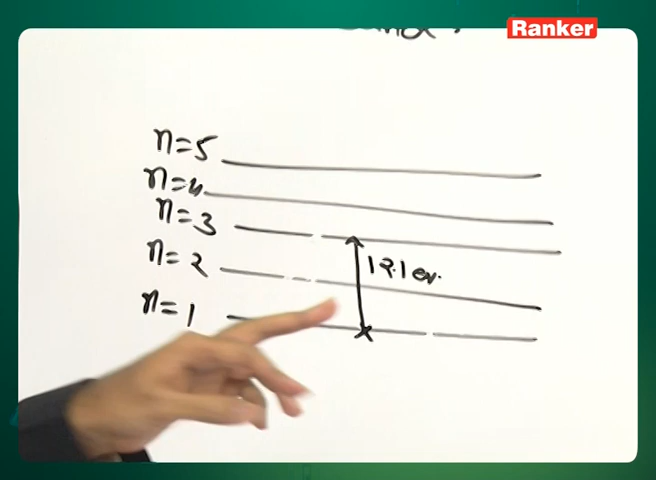 Ranker
n=5
n=4
n=3
12.1 ev.
n=2
n=1